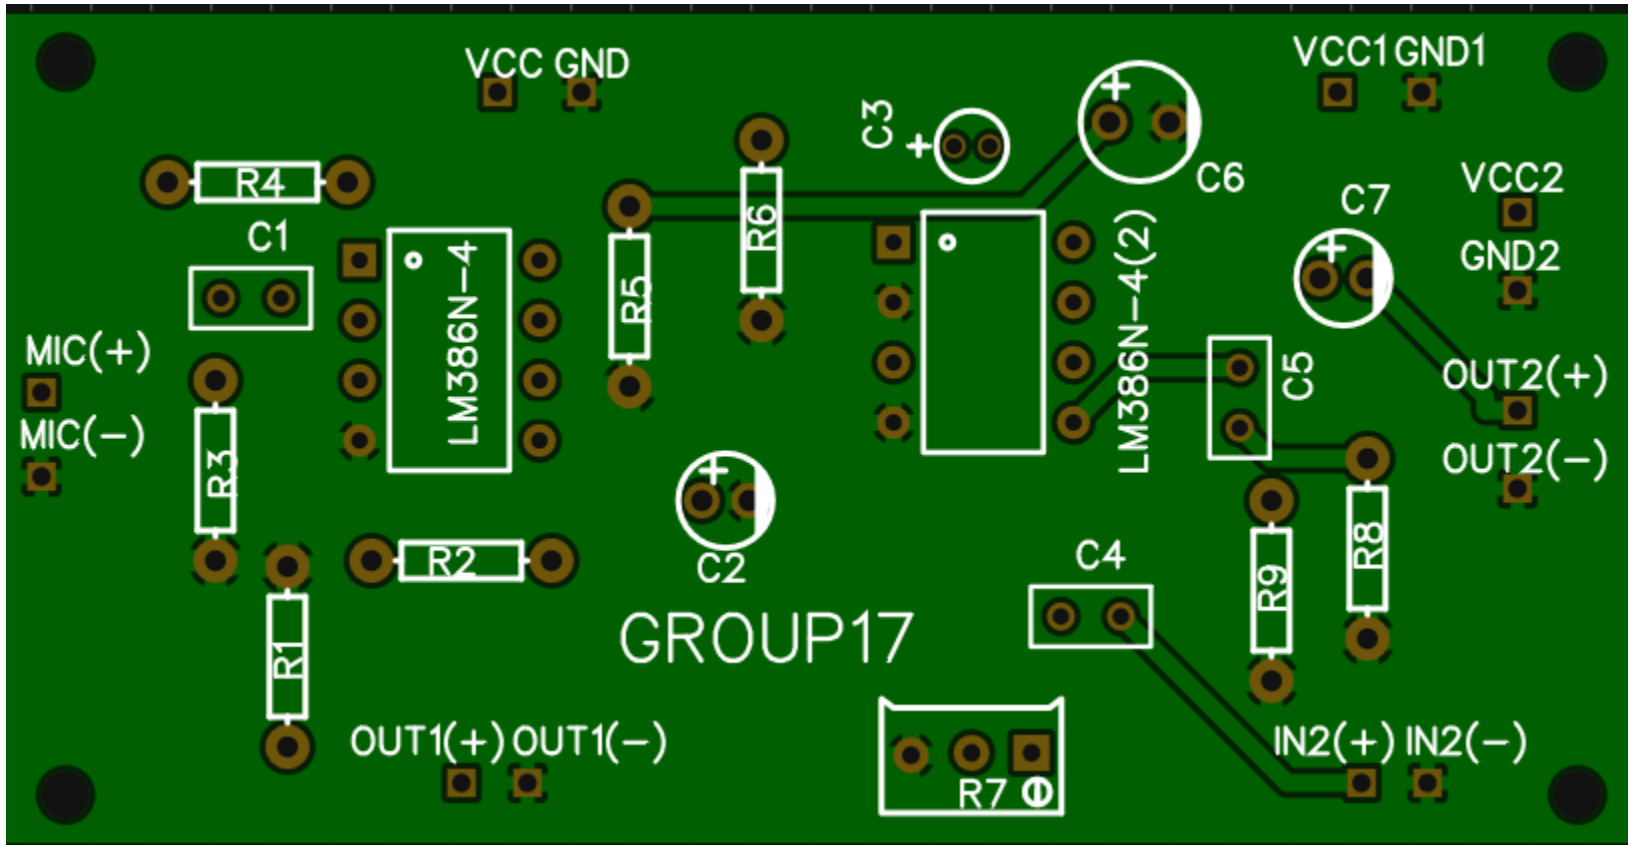 VCC GND
VCC1 GND1
C3
C6
VCC2
C7
R4
C1
R6
GND2
R5
LM386N-4
LM386N-4(2)
MIC(+)
MIC(-)
OUT2(+)
C5
OUT2(-)
R3
R2
C2
C4
R8
R9
R1
GROUP17
OUT1(+) OUT1(-)
R7
IN2(+) IN2(-)